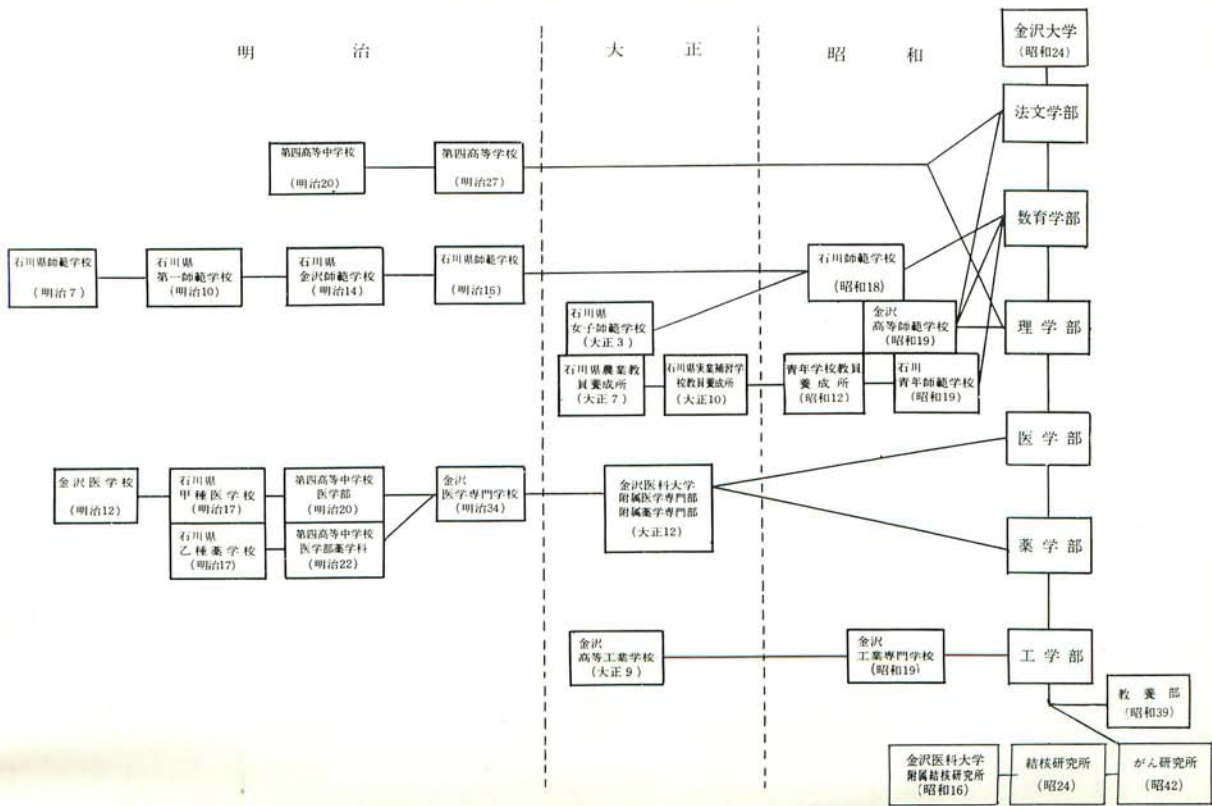 明治
大正
昭和
金沢大学
(昭和24)
法文学部
第四高等中学校
(明治20)
第四高等学校
(明治27)
教育学部
石川県師範学校
(明治7)
石川県
第一師範学校
(明治10)
石川県
金沢師範学校
(明治14)
石川県師範学校
(明治16)
石川師範学校
(昭和18)
石川県
女子師範学校
(大正3)
金沢
高等師範学校
(昭和19)
理学部
石川県農業教
員養成所
(大正7)
石川県実業補習学
校教員養成所
(大正10)
青年学校教員
養成所
(昭和12)
石川
青年師範学校
(昭和19)
医学部
金沢医学校
(明治12)
石川県
甲種医学校
(明治17)
第四高等中学校
医学部
(明治20)
金沢
医学専門学校
(明治34)
金沢医科大学
附属医学専門部
附属薬学専門部
(大正12)
石川県
乙種薬学校
(明治17)
第四高等中学校
医学部薬学科
(明治22)
薬学部
金沢
高等工業学校
(大正9)
金沢
工業専門学校
(昭和19)
工学部
教養部
(昭和39)
金沢医科大学
附属結核研究所
(昭和16)
結核研究所
(昭24)
がん研究所
(昭42)